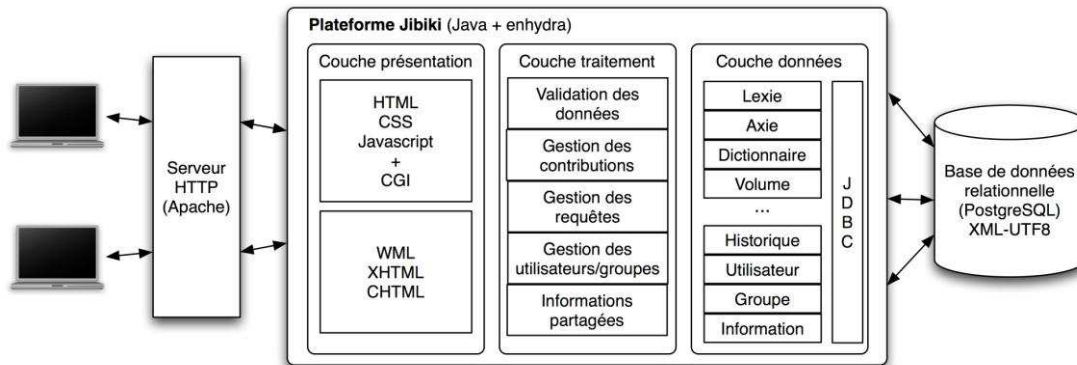 Plateforme Jibiki (Java + enhydra)
Serveur
HTTP
(Apache)
Couche présentation
HTML
CSS
Javascript
+
CGI
WML
XHTML
CHTML
Couche traitement
Validation des
données
Gestion des
contributions
Gestion des
requêtes
Gestion des
utilisateurs/groupes
Informations
partagées
Couche données
Lexie
Axie
Dictionnaire
Volume
...
Historique
Utilisateur
Groupe
Information
J
D
B
C
Base de données
relationnelle
(PostgreSQL)
XML-UTF8